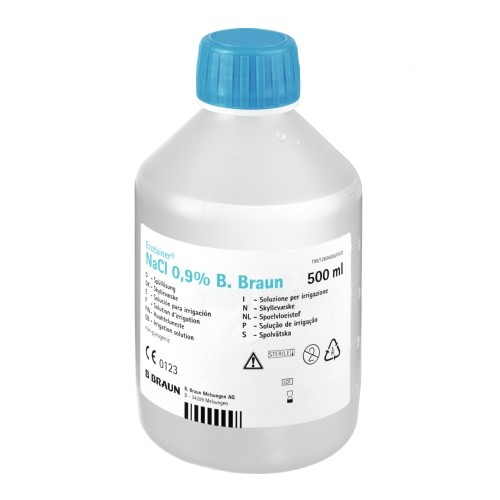 Ecotainer®
NaCl 0,9% B. Braun
500 ml
D - Spüllösung
DK - Skyllevæske
E - Solución para irrigación
F - Solution d'irrigation
FIN - Huuhteluneste
GB - Irrigation solution
I - Soluzione per irrigazione
N - Skyllevæske
NL - Spoelvloeistof
P - Solução de irrigação
S - Spolvätska
STERILE
2
CE 0123
LOT
B BRAUN
B. Braun Melsungen AG
D - 34209 Melsungen